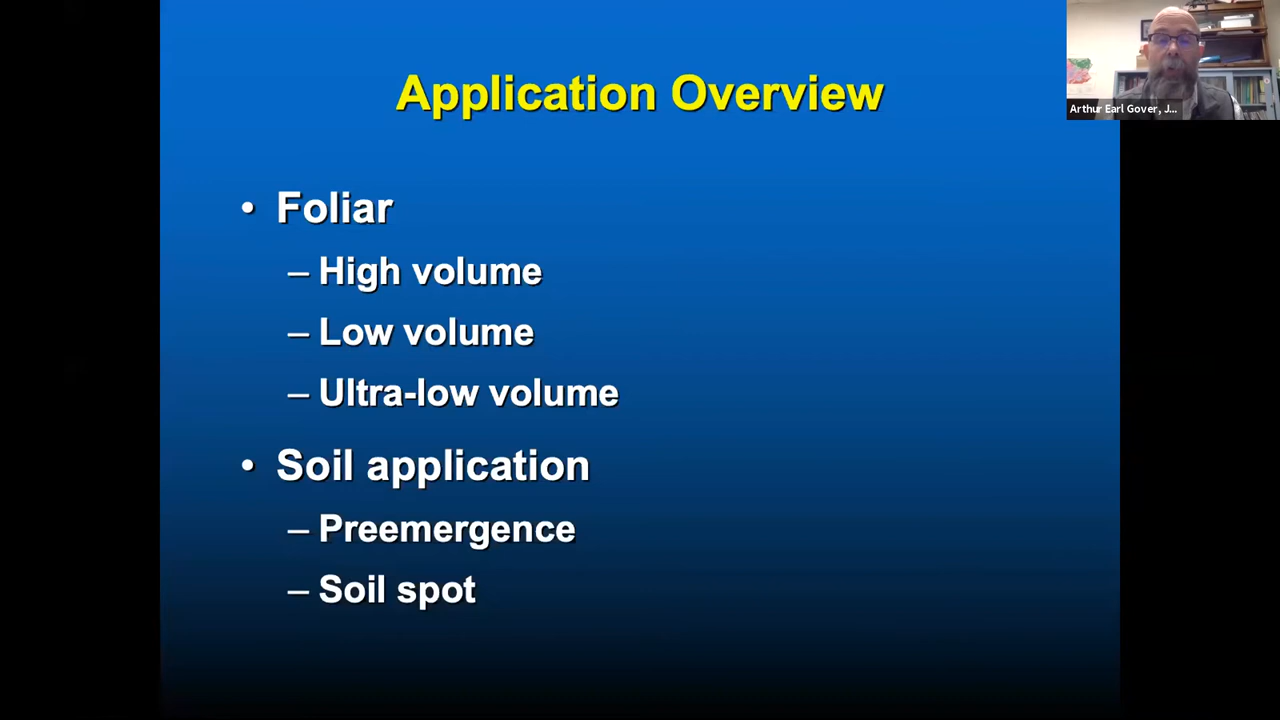 Application Overview
Arthur Earl Gover, J...
• Foliar
– High volume
– Low volume
– Ultra-low volume
• Soil application
– Preemergence
– Soil spot